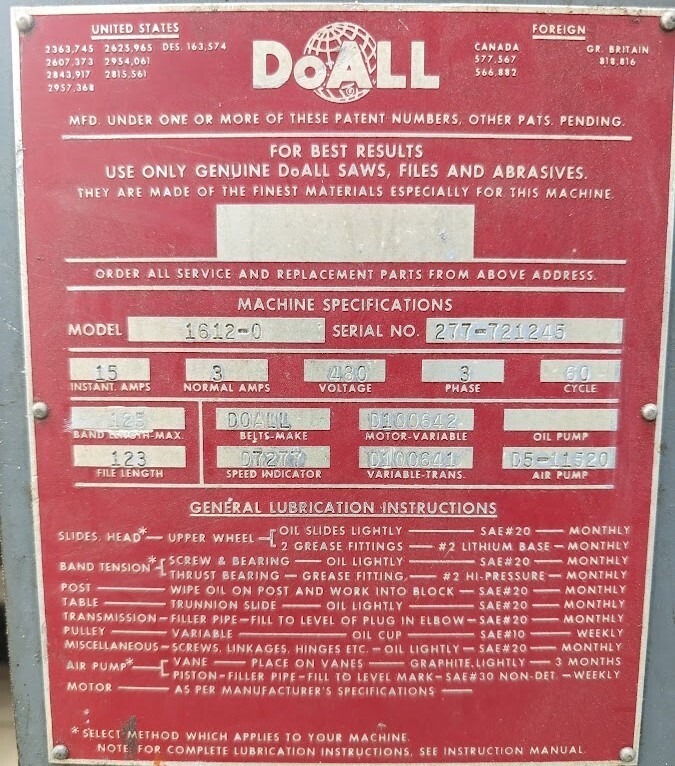 UNITED STATES
2363,745 2625,965 DES. 163,574
2607,373 2954,061
2843,917 2815,561
2957,368
DOALL
FOREIGN
CANADA
577,567
566,882
GR. BRITAIN
818,816
MFD. UNDER ONE OR MORE OF THESE PATENT NUMBERS, OTHER PATS. PENDING.
FOR BEST RESULTS
USE ONLY GENUINE DOALL SAWS, FILES AND ABRASIVES.
THEY ARE MADE OF THE FINEST MATERIALS ESPECIALLY FOR THIS MACHINE.
ORDER ALL SERVICE AND REPLACEMENT PARTS FROM ABOVE ADDRESS.
MACHINE SPECIFICATIONS
MODEL 1612-0 SERIAL NO. 277-721245
15 3 480 3 60
INSTANT. AMPS NORMAL AMPS VOLTAGE PHASE CYCLE
125 DOALL D100642
BAND LENGTH-MAX. BELTS-MAKE MOTOR-VARIABLE OIL PUMP
123 D7277 D100641 D5-11520
FILE LENGTH SPEED INDICATOR VARIABLE-TRANS. AIR PUMP
GENERAL LUBRICATION INSTRUCTIONS
SLIDES, HEAD* — UPPER WHEEL — OIL SLIDES LIGHTLY — SAE#20 — MONTHLY
2 GREASE FITTINGS — #2 LITHIUM BASE — MONTHLY
BAND TENSION* SCREW & BEARING — OIL LIGHTLY — SAE#20 — MONTHLY
THRUST BEARING — GREASE FITTING, — #2 HI-PRESSURE — MONTHLY
POST — WIPE OIL ON POST AND WORK INTO BLOCK — SAE#20 — MONTHLY
TABLE — TRUNNION SLIDE — OIL LIGHTLY — SAE#20 — MONTHLY
TRANSMISSION — FILLER PIPE — FILL TO LEVEL OF PLUG IN ELBOW — SAE#20 — MONTHLY
PULLEY — VARIABLE — OIL CUP — SAE#10 — WEEKLY
MISCELLANEOUS — SCREWS, LINKAGES, HINGES ETC. — OIL LIGHTLY — SAE#20 — MONTHLY
AIR PUMP* — VANE — PLACE ON VANES — GRAPHITE, LIGHTLY — 3 MONTHS
PISTON — FILLER PIPE — FILL TO LEVEL MARK — SAE#30 NON-DET. — WEEKLY
MOTOR — AS PER MANUFACTURER'S SPECIFICATIONS —
*SELECT METHOD WHICH APPLIES TO YOUR MACHINE.
NOTE: FOR COMPLETE LUBRICATION INSTRUCTIONS, SEE INSTRUCTION MANUAL.